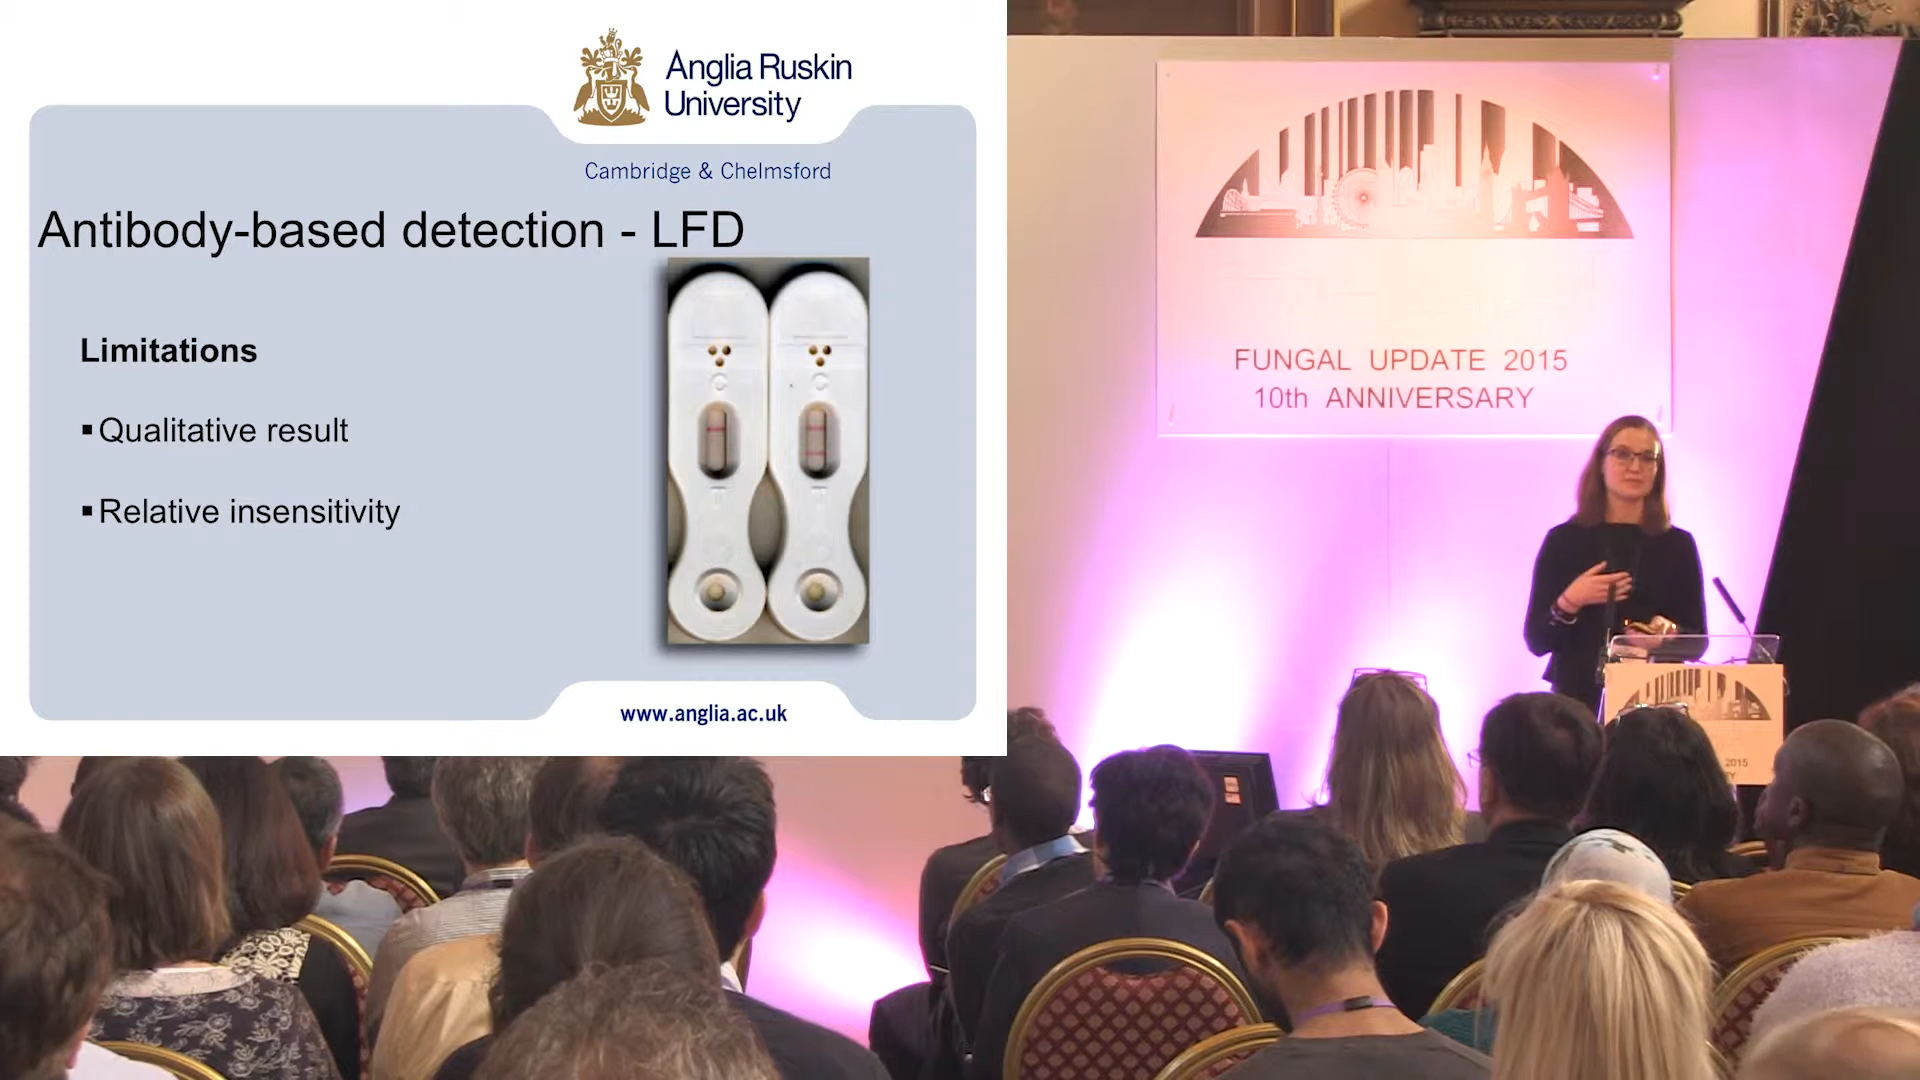 Anglia Ruskin
University
Cambridge & Chelmsford
Antibody-based detection - LFD
Limitations
▪Qualitative result
▪Relative insensitivity
C
C
T
www.anglia.ac.uk
FUNGAL UPDATE 2015
10th ANNIVERSARY
2015